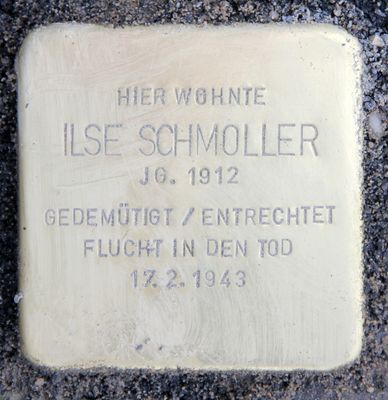 HIER WOHNTE
ILSE SCHMOLLER
JG. 1912
GEDEMÜTIGT / ENTRECHTET
FLUCHT IN DEN TOD
17.2.1943